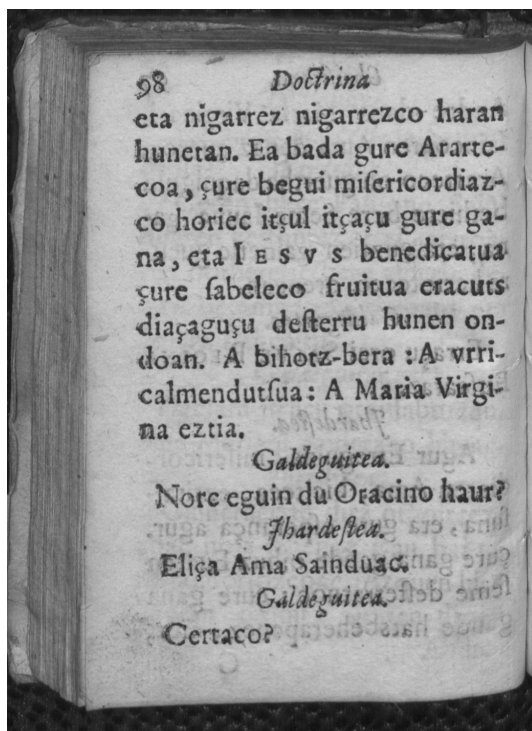 98 Doctrina
eta nigarrez nigarrezco haran
hunetan. Ea bada gure Ararte-
coa, çure begui miſericordiaz-
co horiec itçul itçaçu gure ga-
na, eta IESVS benedicatua
çure ſabeleco fruitua eracuts
diaçaguçu deſterru hunen on-
doan. A bihotz-bera : A vrri-
calmendutſua: A Maria Virgi-
na eztia.
Galdeguitea.
Norc eguin du Oracino haur?
Jhardeſtea.
Eliça Ama Sainduac.
Galdeguitea.
Certaco?